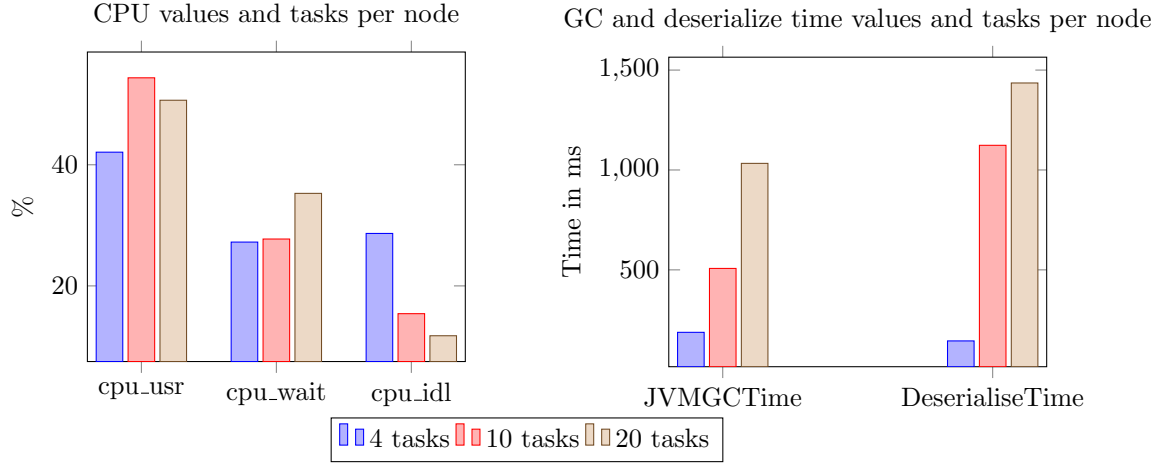 CPU values and tasks per node
%
40
20
cpu_usr cpu_wait cpu_idl
GC and deserialize time values and tasks per node
Time in ms
1,500
1,000
500
JVMGCTime DeserialiseTime
4 tasks 10 tasks 20 tasks